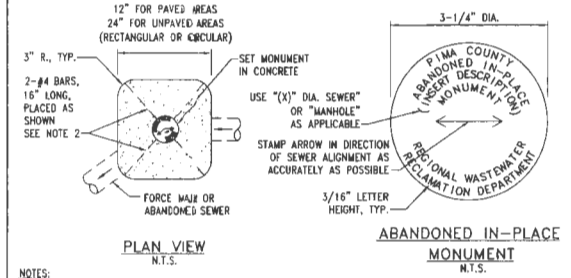 12" FOR PAVED AREAS
24" FOR UNPAVED AREAS
(RECTANGULAR OR CIRCULAR)
3" R., TYP.
SET MONUMENT
IN CONCRETE
2-#4 BARS,
16" LONG,
PLACED AS
SHOWN
SEE NOTE 2
FORCE MAIN OR
ABANDONED SEWER
PLAN VIEW
N.T.S.
NOTES:
3-1/4" DIA.
PIMA COUNTY
ABANDONED IN-PLACE
(INSERT DESCRIPTION)
MONUMENT
REGIONAL WASTEWATER
RECLAMATION DEPARTMENT
USE "(X)" DIA. SEWER"
OR "MANHOLE"
AS APPLICABLE
STAMP ARROW IN DIRECTION
OF SEWER ALIGNMENT AS
ACCURATELY AS POSSIBLE
3/16" LETTER
HEIGHT, TYP.
ABANDONED IN-PLACE
MONUMENT
N.T.S.